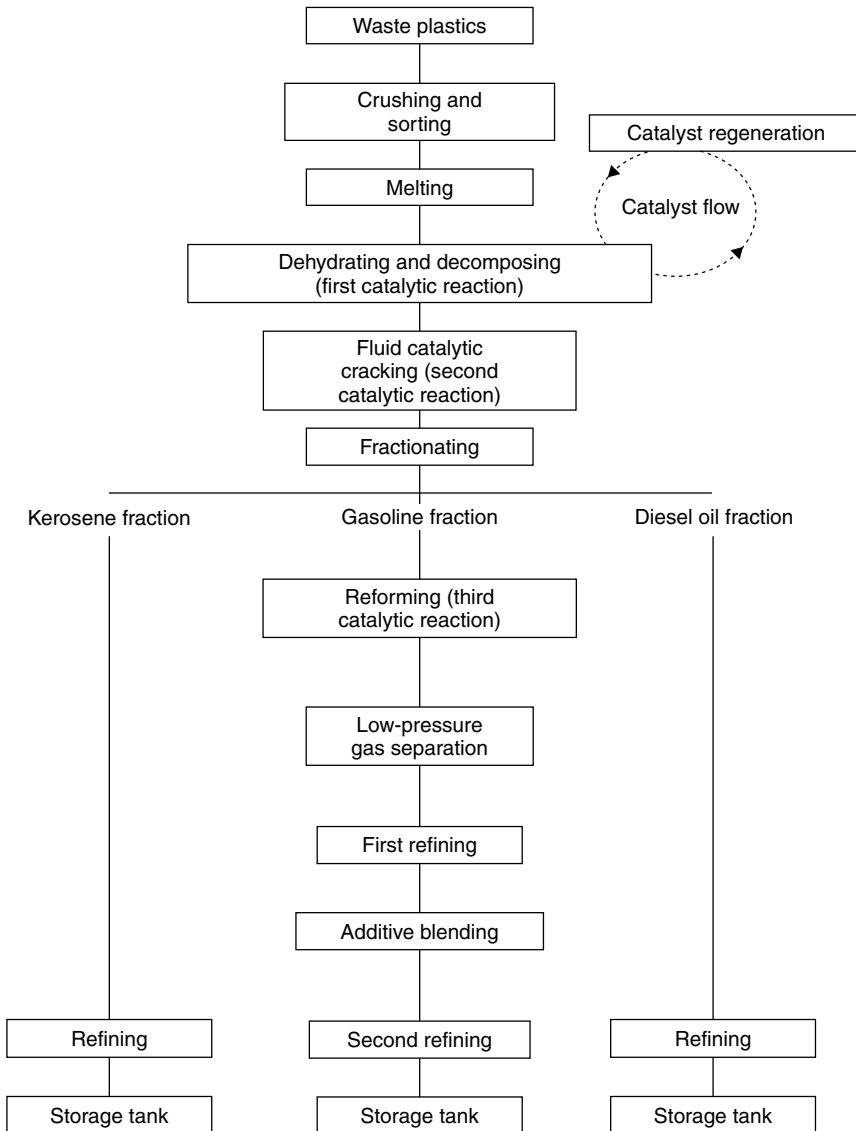 Waste plastics
Crushing and
sorting
Catalyst regeneration
Melting
Catalyst flow
Dehydrating and decomposing
(first catalytic reaction)
Fluid catalytic
cracking (second
catalytic reaction)
Fractionating
Kerosene fraction
Gasoline fraction
Diesel oil fraction
Reforming (third
catalytic reaction)
Low-pressure
gas separation
First refining
Additive blending
Refining
Second refining
Refining
Storage tank
Storage tank
Storage tank